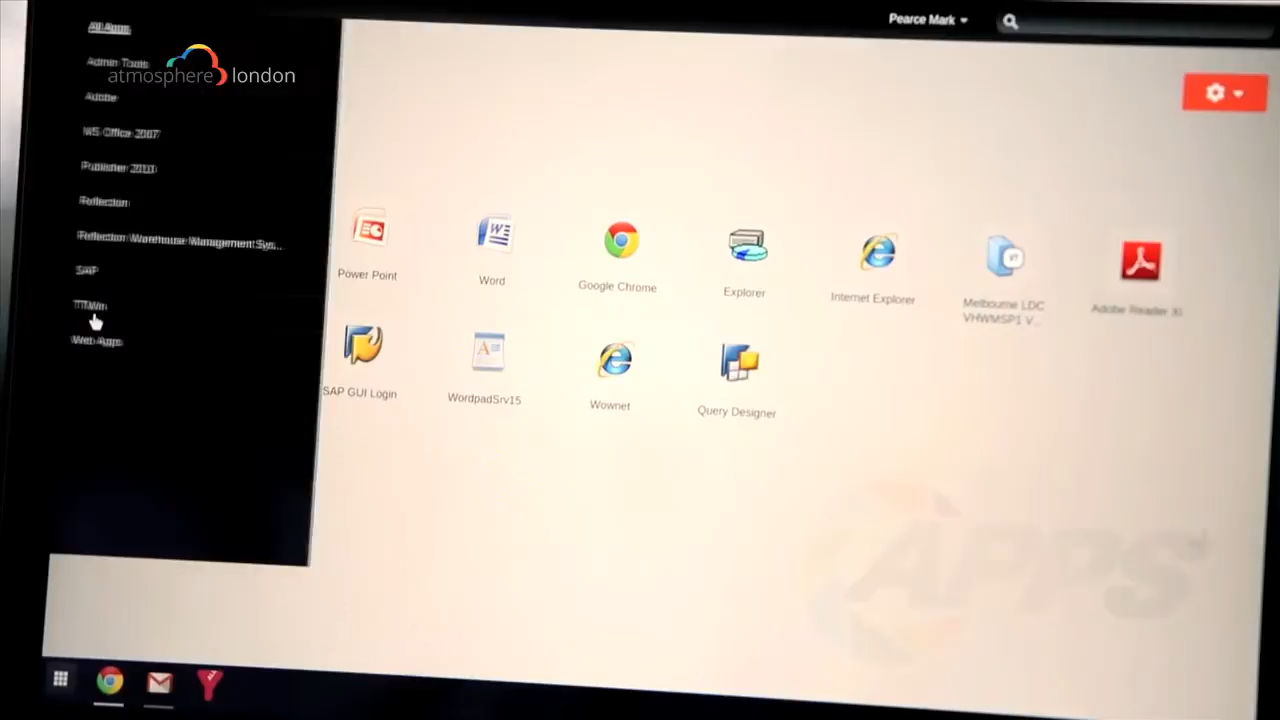 Pearce Mark
All Apps
Admin Tools
atmosphere london
Adobe
MS Office 2007
Publisher 2010
Reflection
Reflection Warehouse Management Sys...
SAP
TTWin
Web Apps
Power Point
Word
Google Chrome
Explorer
Internet Explorer
Melbourne LDC
VHWMSP1 V...
Adobe Reader XI
SAP GUI Login
WordpadSrv15
Wownet
Query Designer
APPS